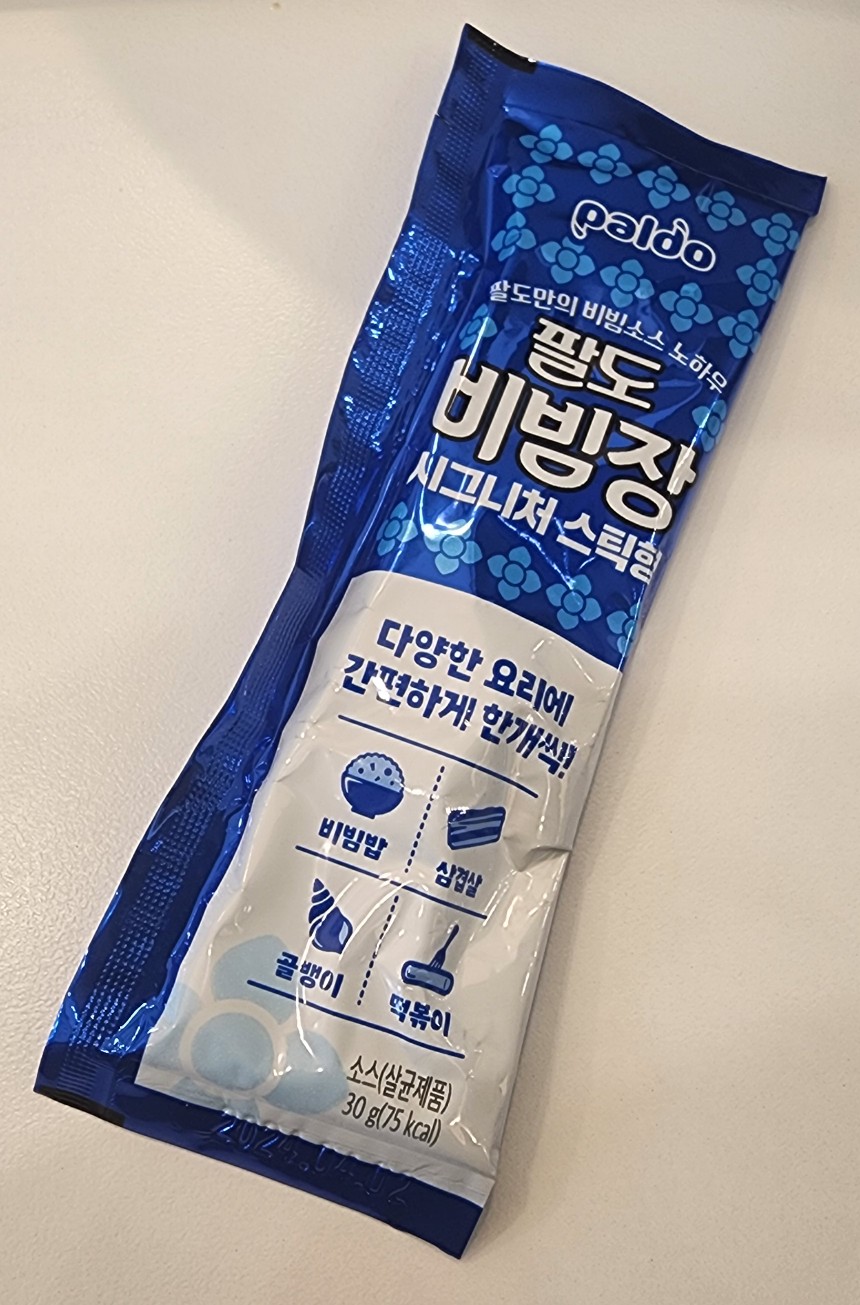 paldo
팔도만의 비빔소스 노하우
팔도
비빔장
시그니처 스틱형
다양한 요리에
간편하게! 한개씩!
비빔밥
삼겹살
골뱅이
떡볶이
소스(살균제품)
30 g(75 kcal)